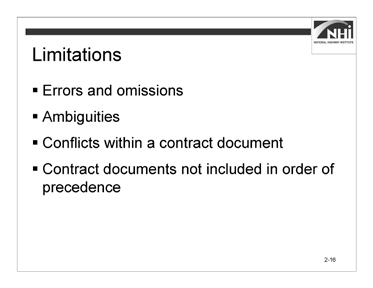 NHI
NATIONAL HIGHWAY INSTITUTE
Limitations
▪ Errors and omissions
▪ Ambiguities
▪ Conflicts within a contract document
▪ Contract documents not included in order of
precedence
2-16